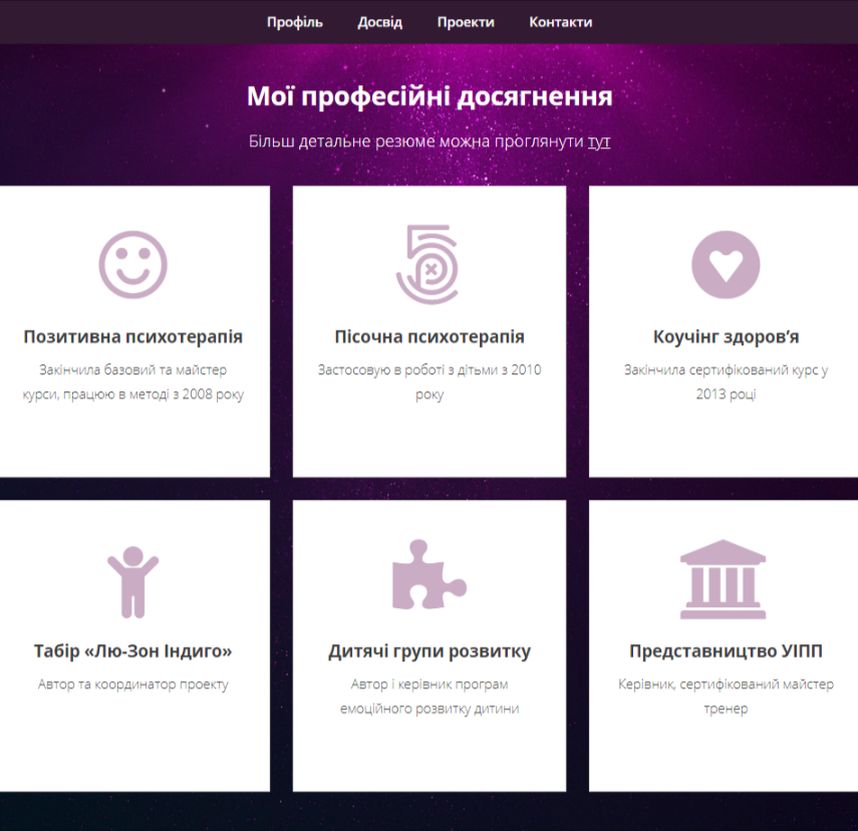 Профіль Досвід Проекти Контакти
Мої професійні досягнення
Більш детальне резюме можна проглянути тут
Позитивна психотерапія
Закінчила базовий та майстер
курси, працюю в методі з 2008 року
Пісочна психотерапія
Застосовую в роботі з дітьми з 2010
року
Коучінг здоров’я
Закінчила сертифікований курс у
2013 році
Табір «Лю-Зон Індиго»
Автор та координатор проекту
Дитячі групи розвитку
Автор і керівник програм
емоційного розвитку дитини
Представництво УІПП
Керівник, сертифікований майстер
тренер